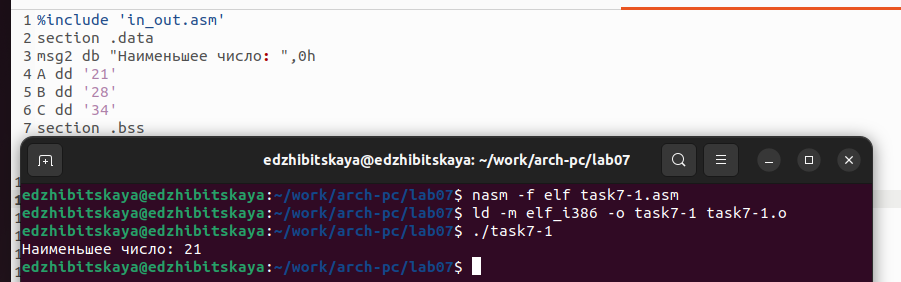 1 %include 'in_out.asm'
2 section .data
3 msg2 db "Наименьшее число: ",0h
4 A dd '21'
5 B dd '28'
6 C dd '34'
7 section .bss
edzhibitskaya@edzhibitskaya: ~/work/arch-pc/lab07
edzhibitskaya@edzhibitskaya:~/work/arch-pc/lab07$ nasm -f elf task7-1.asm
edzhibitskaya@edzhibitskaya:~/work/arch-pc/lab07$ ld -m elf_i386 -o task7-1 task7-1.o
edzhibitskaya@edzhibitskaya:~/work/arch-pc/lab07$ ./task7-1
Наименьшее число: 21
edzhibitskaya@edzhibitskaya:~/work/arch-pc/lab07$